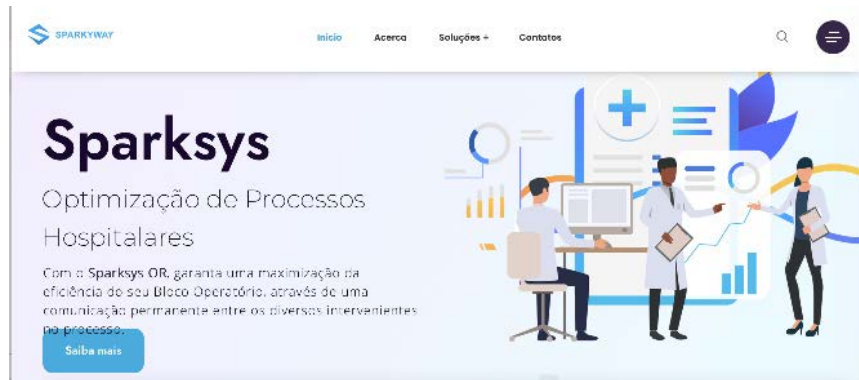 SPARKYWAY
Início Acerca Soluções + Contatos
Sparksys
Optimização de Processos
Hospitalares
Com o Sparksys OR, garanta uma maximização da
eficiência do seu Bloco Operatório, através de uma
comunicação permanente entre os diversos intervenientes
no processo.
Saiba mais